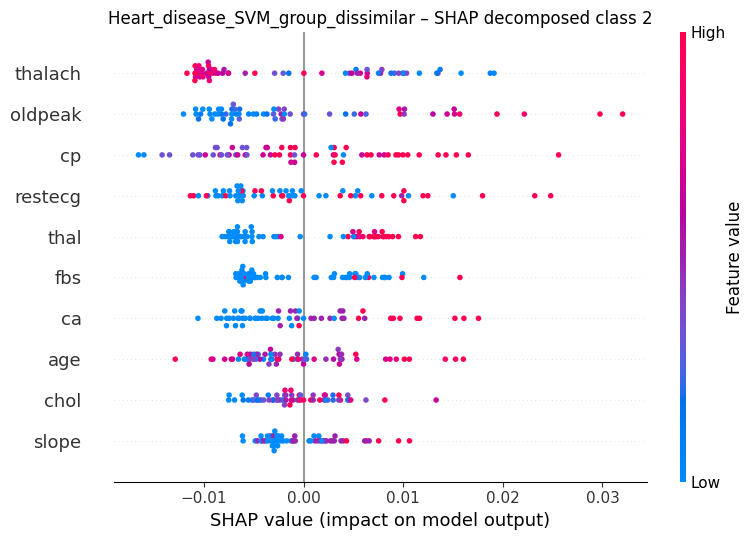 Heart_disease_SVM_group_dissimilar – SHAP decomposed class 2
High
thalach
oldpeak
cp
restecg
thal
fbs
ca
age
chol
slope
Feature value
Low
−0.01 0.00 0.01 0.02 0.03
SHAP value (impact on model output)